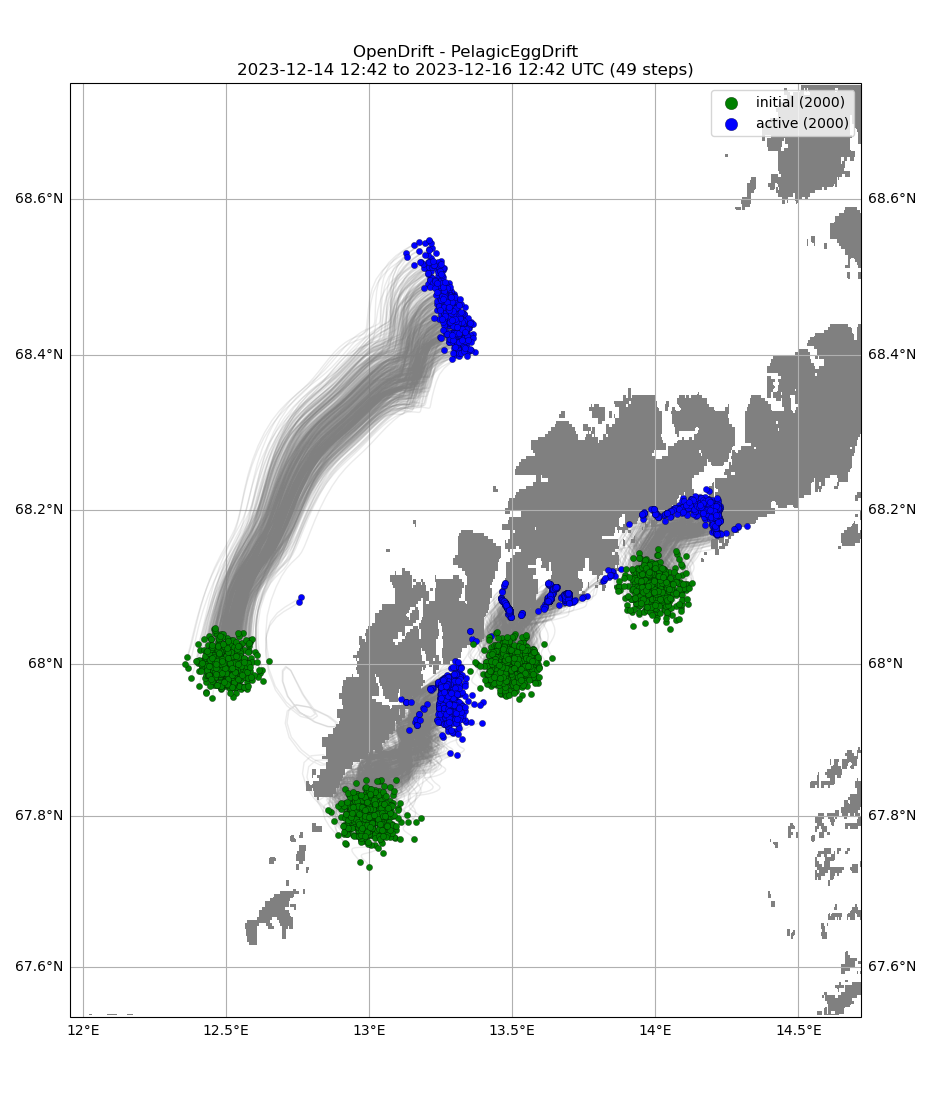 OpenDrift - PelagicEggDrift
2023-12-14 12:42 to 2023-12-16 12:42 UTC (49 steps)
initial (2000)
active (2000)
68.6°N 68.6°N
68.4°N 68.4°N
68.2°N 68.2°N
68°N 68°N
67.8°N 67.8°N
67.6°N 67.6°N
12°E 12.5°E 13°E 13.5°E 14°E 14.5°E